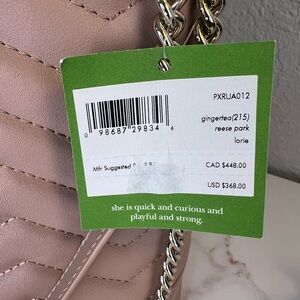 PXRUA012
gingertea(215)
reese park
lorie
0 98687 29834 6
Mfr Suggested
CAD $448.00
USD $368.00
she is quick and curious and
playful and strong.